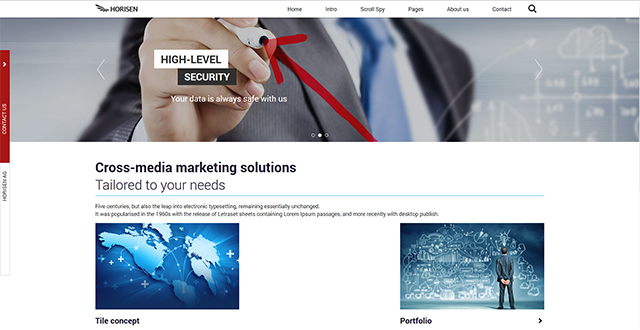 HORISEN
Home Intro Scroll Spy Pages About us Contact
HIGH-LEVEL
SECURITY
Your data is always safe with us
CONTACT US
HORISEN AG
Cross-media marketing solutions
Tailored to your needs
Five centuries, but also the leap into electronic typesetting, remaining essentially unchanged.
It was popularised in the 1960s with the release of Letraset sheets containing Lorem Ipsum passages, and more recently with desktop publish.
Tile concept
Portfolio